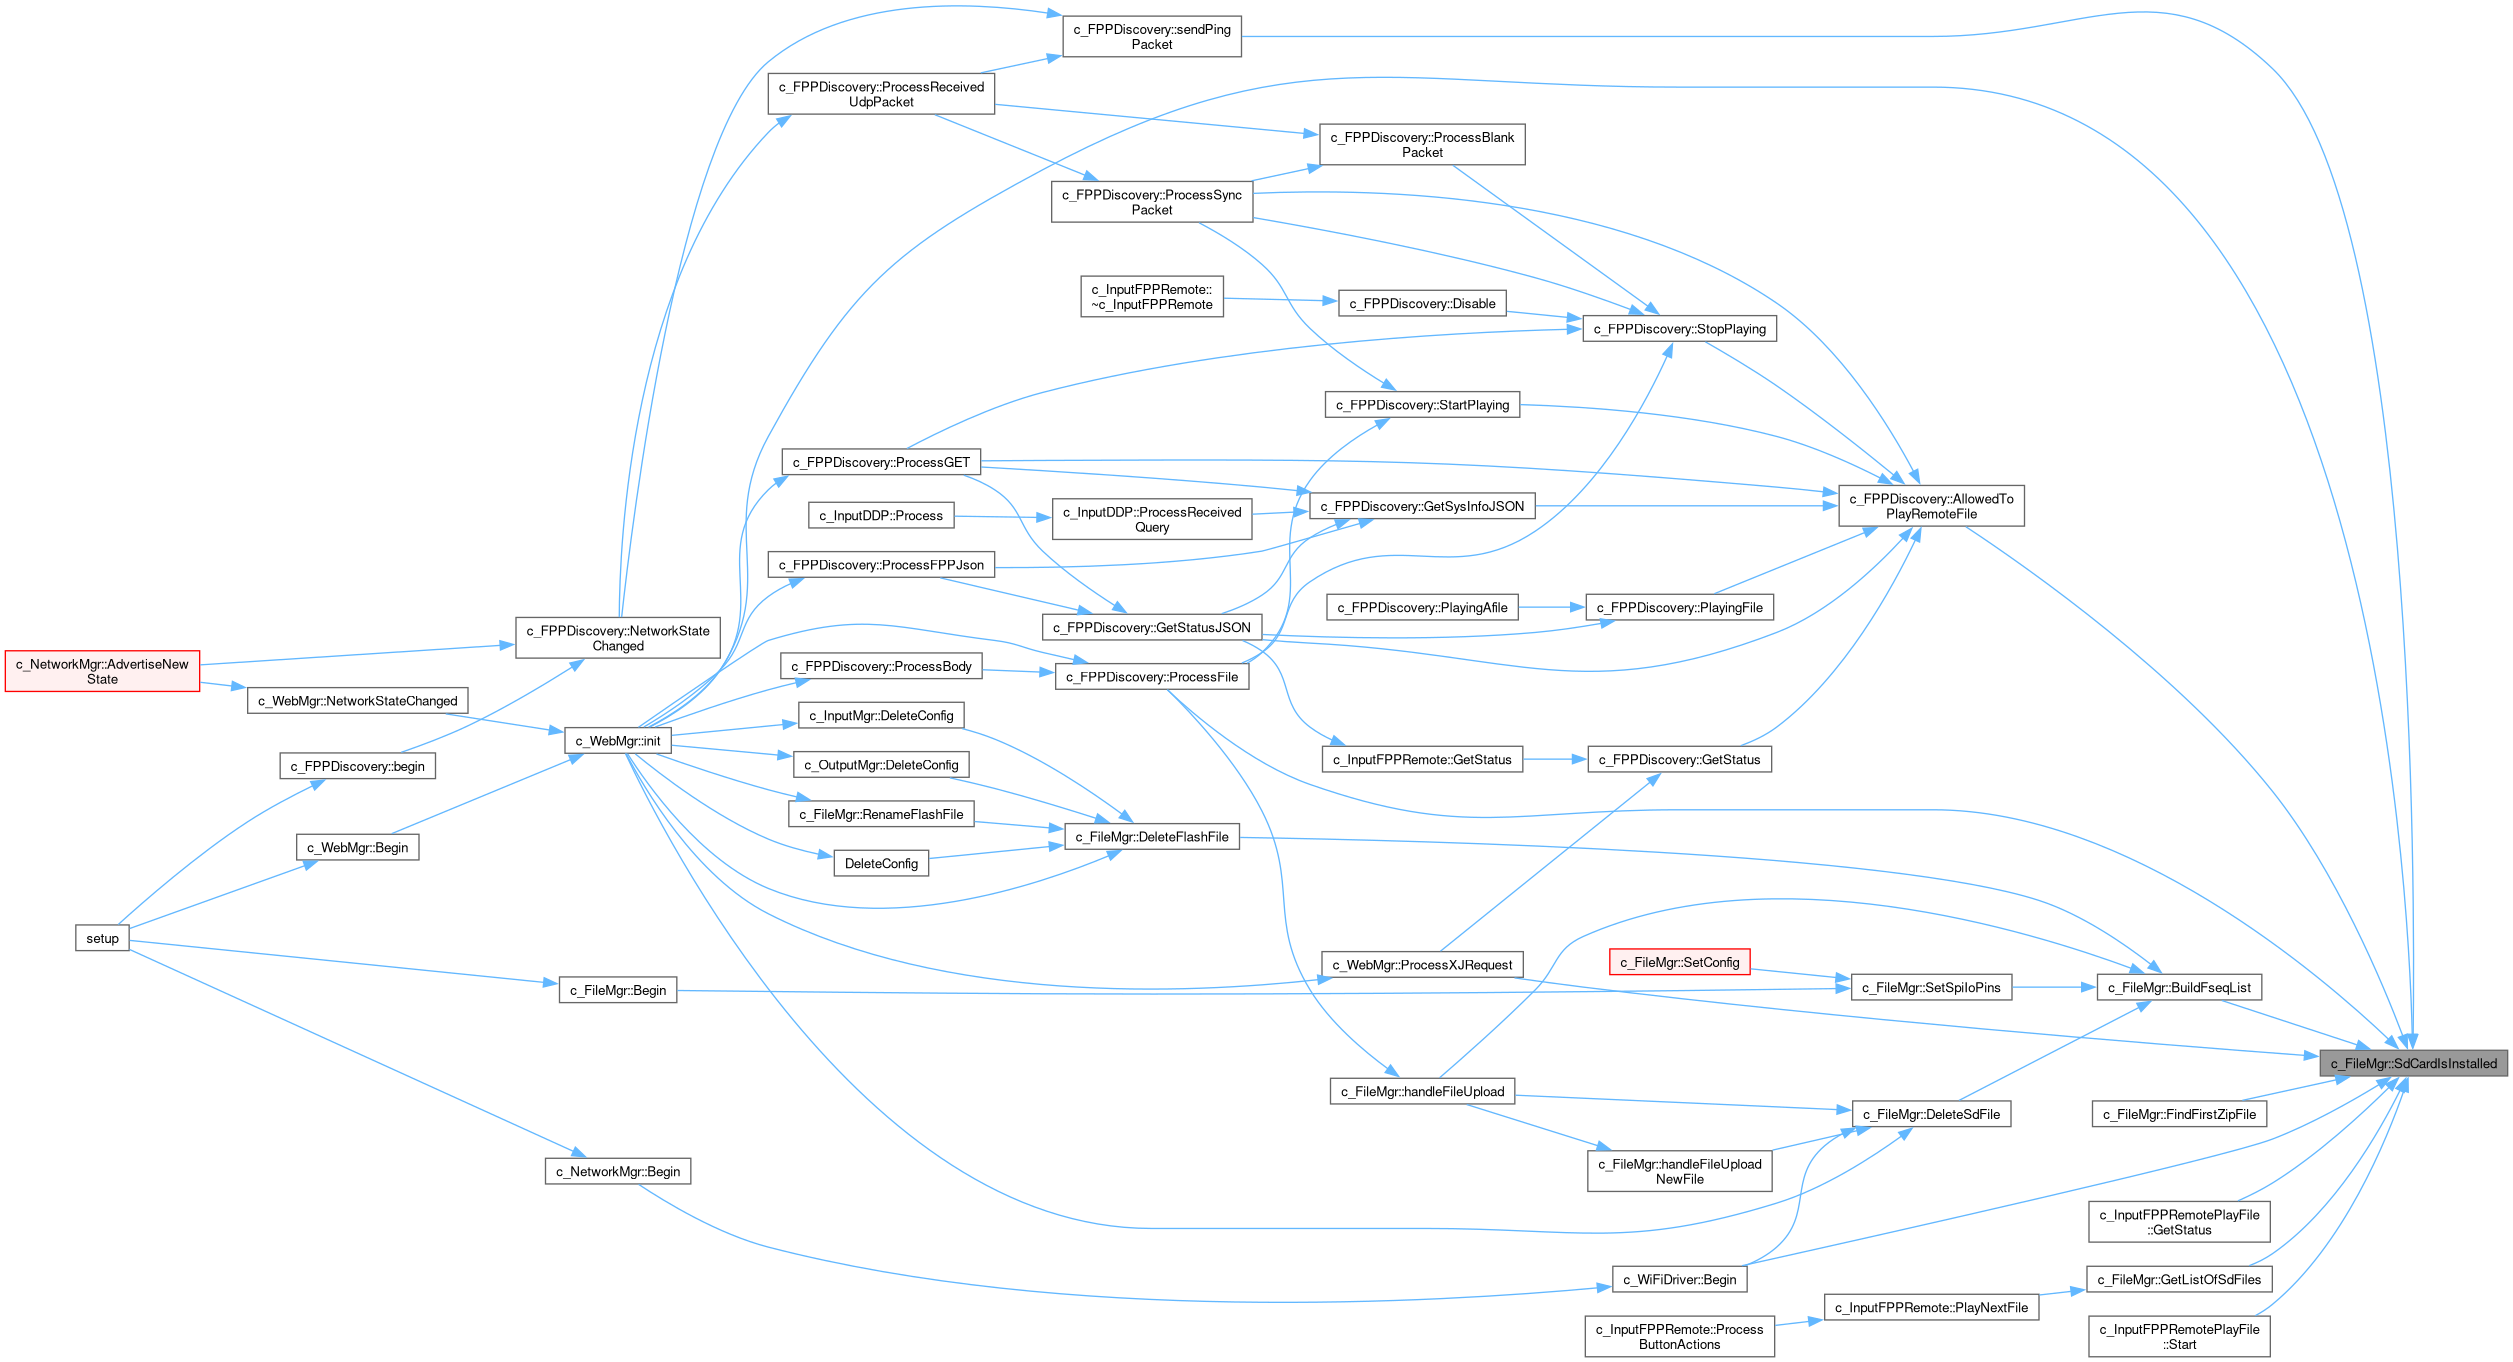 c_FPPDiscovery::sendPing
Packet
c_FPPDiscovery::ProcessReceived
UdpPacket
c_FPPDiscovery::ProcessBlank
Packet
c_FPPDiscovery::ProcessSync
Packet
c_InputFPPRemote::
~c_InputFPPRemote
c_FPPDiscovery::Disable
c_FPPDiscovery::StopPlaying
c_FPPDiscovery::StartPlaying
c_FPPDiscovery::ProcessGET
c_FPPDiscovery::GetSysInfoJSON
c_FPPDiscovery::AllowedTo
PlayRemoteFile
c_InputDDP::Process
c_InputDDP::ProcessReceived
Query
c_FPPDiscovery::ProcessFPPJson
c_FPPDiscovery::PlayingAfile
c_FPPDiscovery::PlayingFile
c_FPPDiscovery::GetStatusJSON
c_FPPDiscovery::NetworkState
Changed
c_NetworkMgr::AdvertiseNew
State
c_FPPDiscovery::ProcessBody
c_FPPDiscovery::ProcessFile
c_WebMgr::NetworkStateChanged
c_InputMgr::DeleteConfig
c_WebMgr::init
c_FPPDiscovery::begin
c_OutputMgr::DeleteConfig
c_InputFPPRemote::GetStatus
c_FPPDiscovery::GetStatus
c_FileMgr::RenameFlashFile
c_FileMgr::DeleteFlashFile
c_WebMgr::Begin
DeleteConfig
setup
c_WebMgr::ProcessXJRequest
c_FileMgr::SetConfig
c_FileMgr::Begin
c_FileMgr::SetSpiIoPins
c_FileMgr::BuildFseqList
c_FileMgr::SdCardIsInstalled
c_FileMgr::handleFileUpload
c_FileMgr::DeleteSdFile
c_FileMgr::FindFirstZipFile
c_NetworkMgr::Begin
c_FileMgr::handleFileUpload
NewFile
c_InputFPPRemotePlayFile
::GetStatus
c_WiFiDriver::Begin
c_FileMgr::GetListOfSdFiles
c_InputFPPRemote::PlayNextFile
c_InputFPPRemote::Process
ButtonActions
c_InputFPPRemotePlayFile
::Start